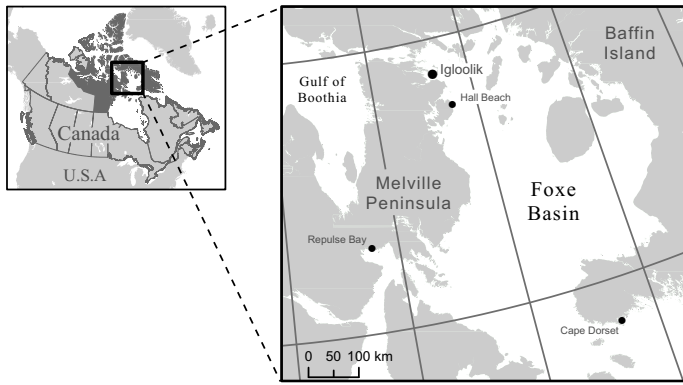 Canada
U.S.A
Baffin
Island
Gulf of
Boothia
Igloolik
Hall Beach
Melville
Peninsula
Foxe
Basin
Repulse Bay
Cape Dorset
0 50 100 km